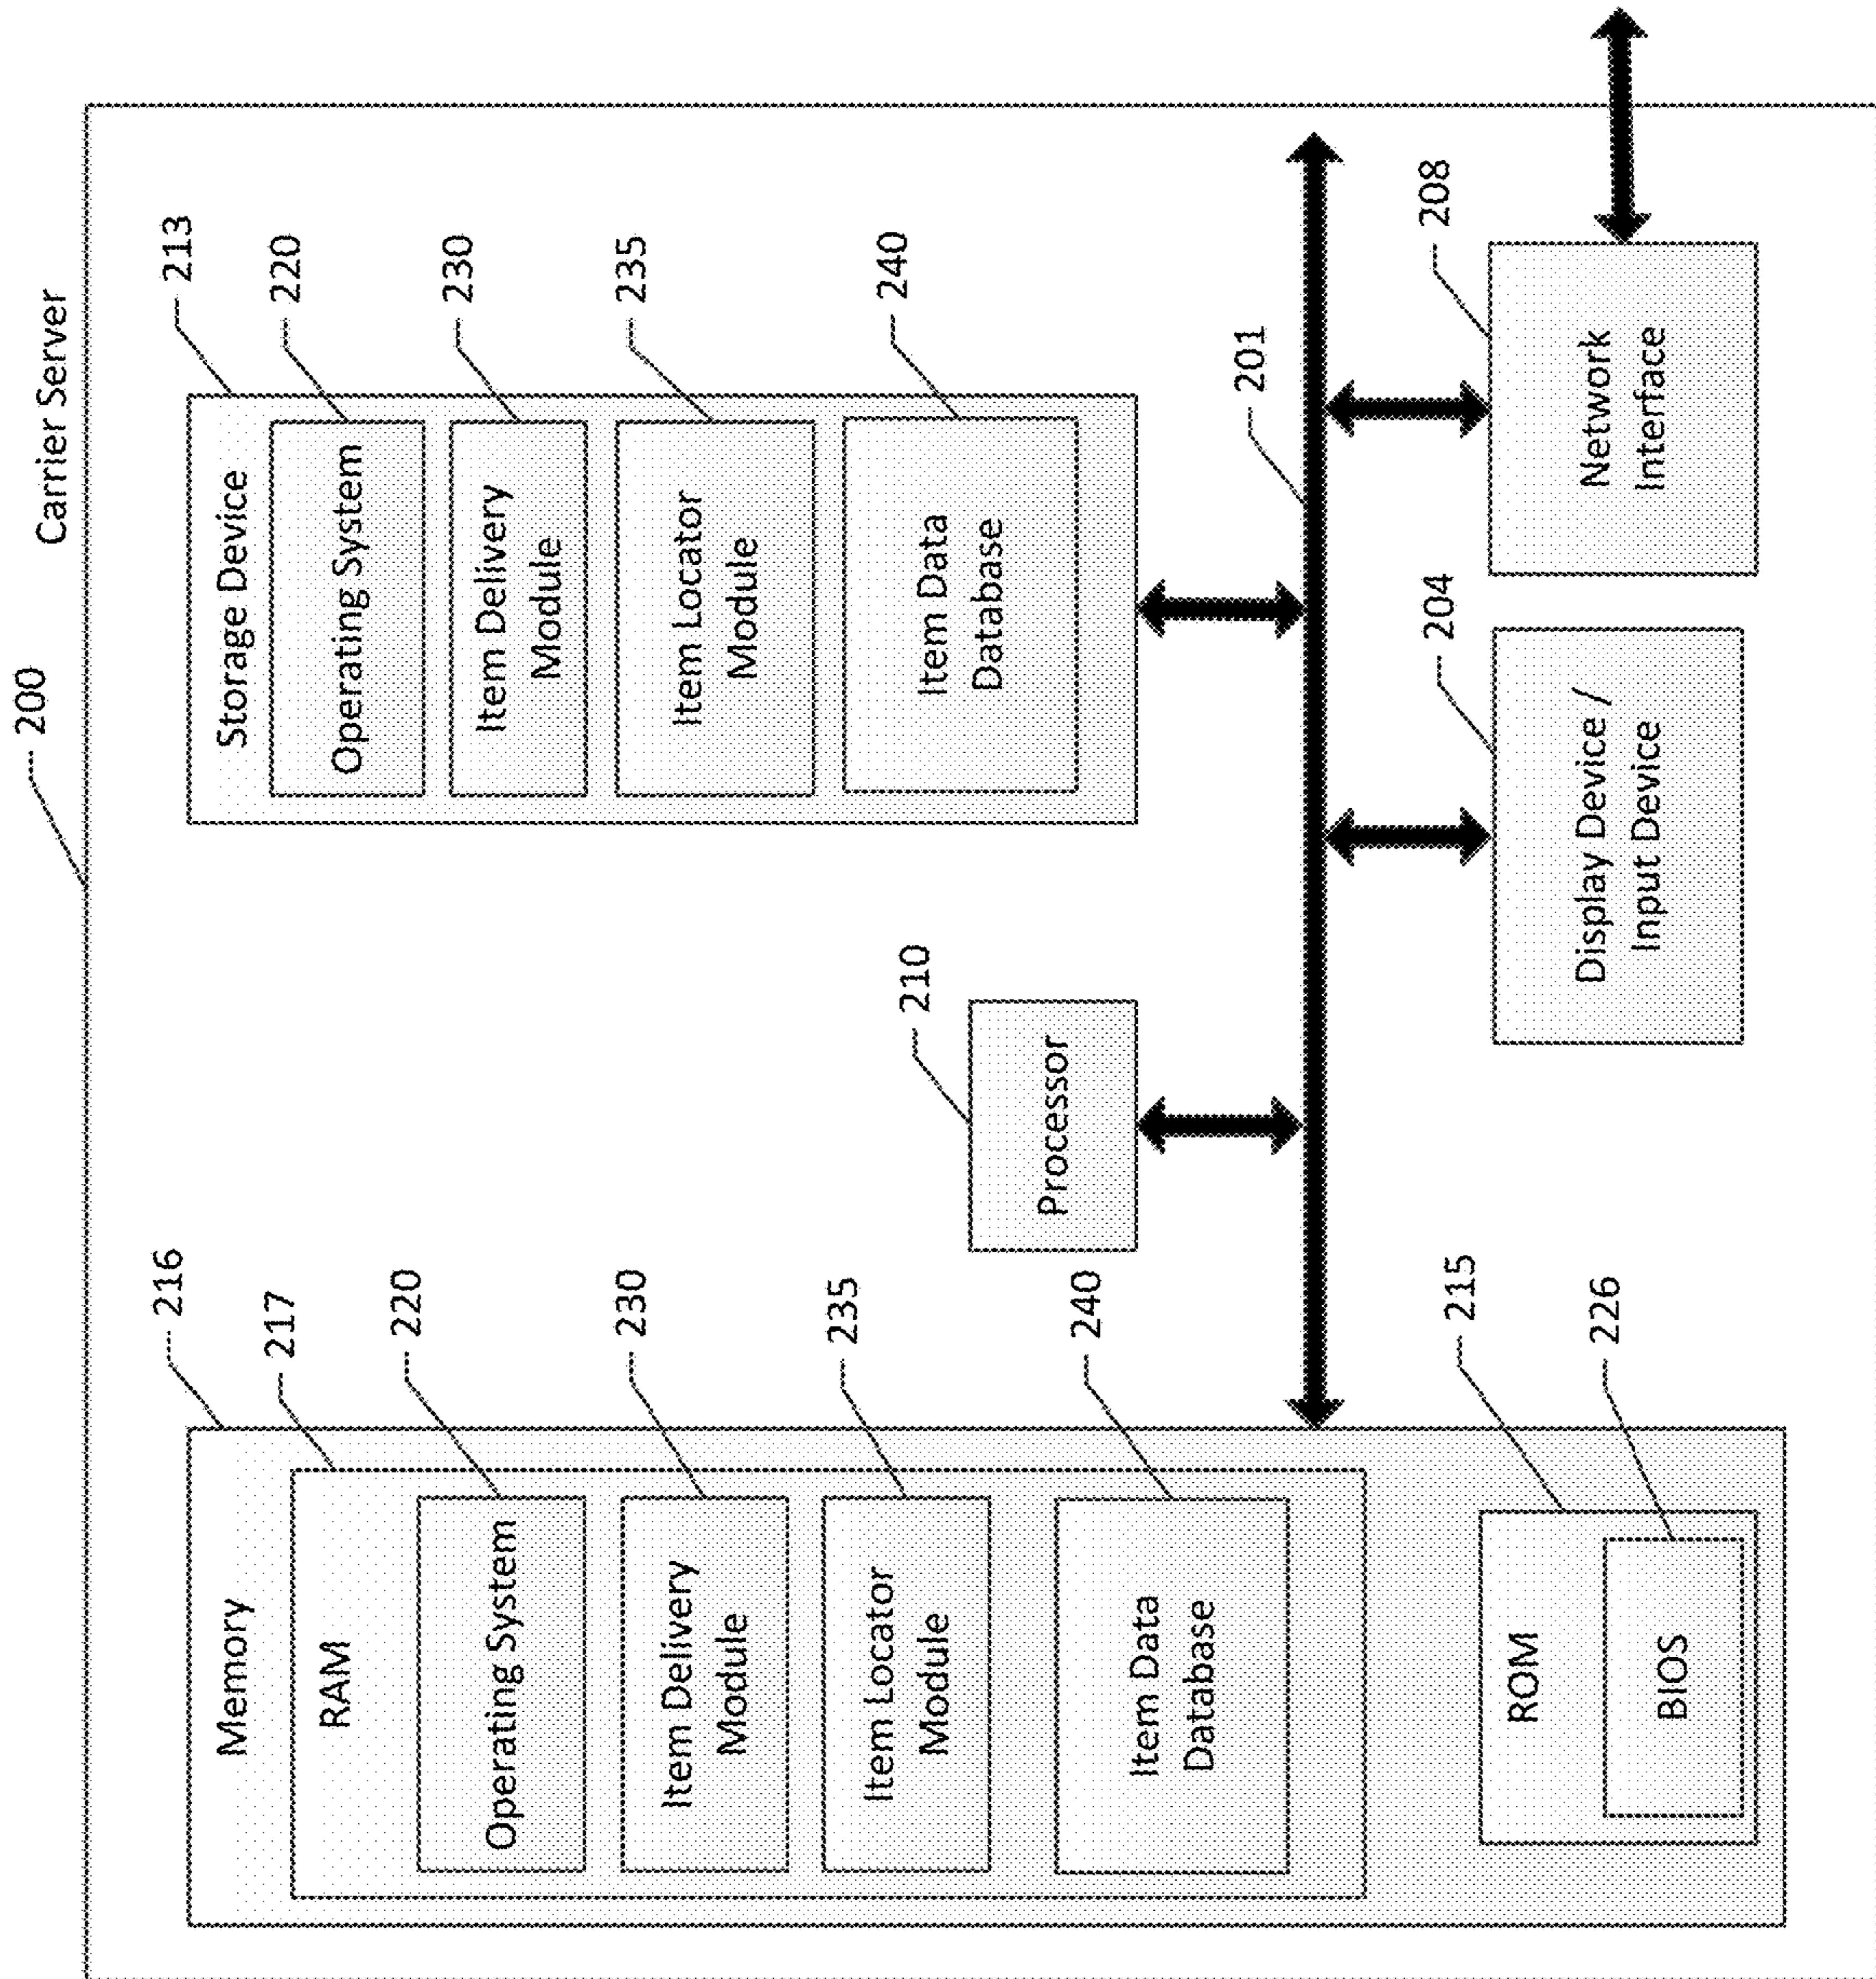 200
Carrier Server
216
Memory
217
RAM
220
Operating System
230
Item Delivery
Module
235
Item Locator
Module
240
Item Data
Database
215
ROM
226
BIOS
210
Processor
213
Storage Device
220
Operating System
230
Item Delivery
Module
235
Item Locator
Module
240
Item Data
Database
201
204
Display Device /
Input Device
208
Network
Interface